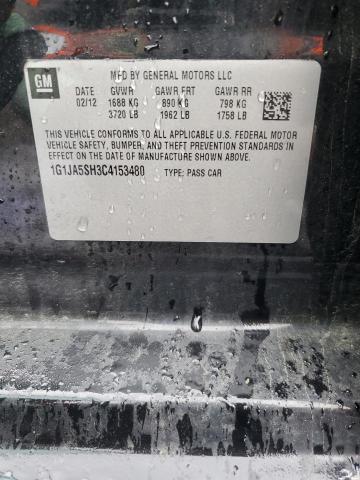 GM
MFD BY GENERAL MOTORS LLC
DATE GVWR GAWR FRT GAWR RR
02/12 1688 KG 890 KG 798 KG
3720 LB 1962 LB 1758 LB
THIS VEHICLE CONFORMS TO ALL APPLICABLE U.S. FEDERAL MOTOR
VEHICLE SAFETY, BUMPER, AND THEFT PREVENTION STANDARDS IN
EFFECT ON THE DATE OF MANUFACTURE SHOWN ABOVE.
1G1JA5SH3C4153480 TYPE: PASS CAR